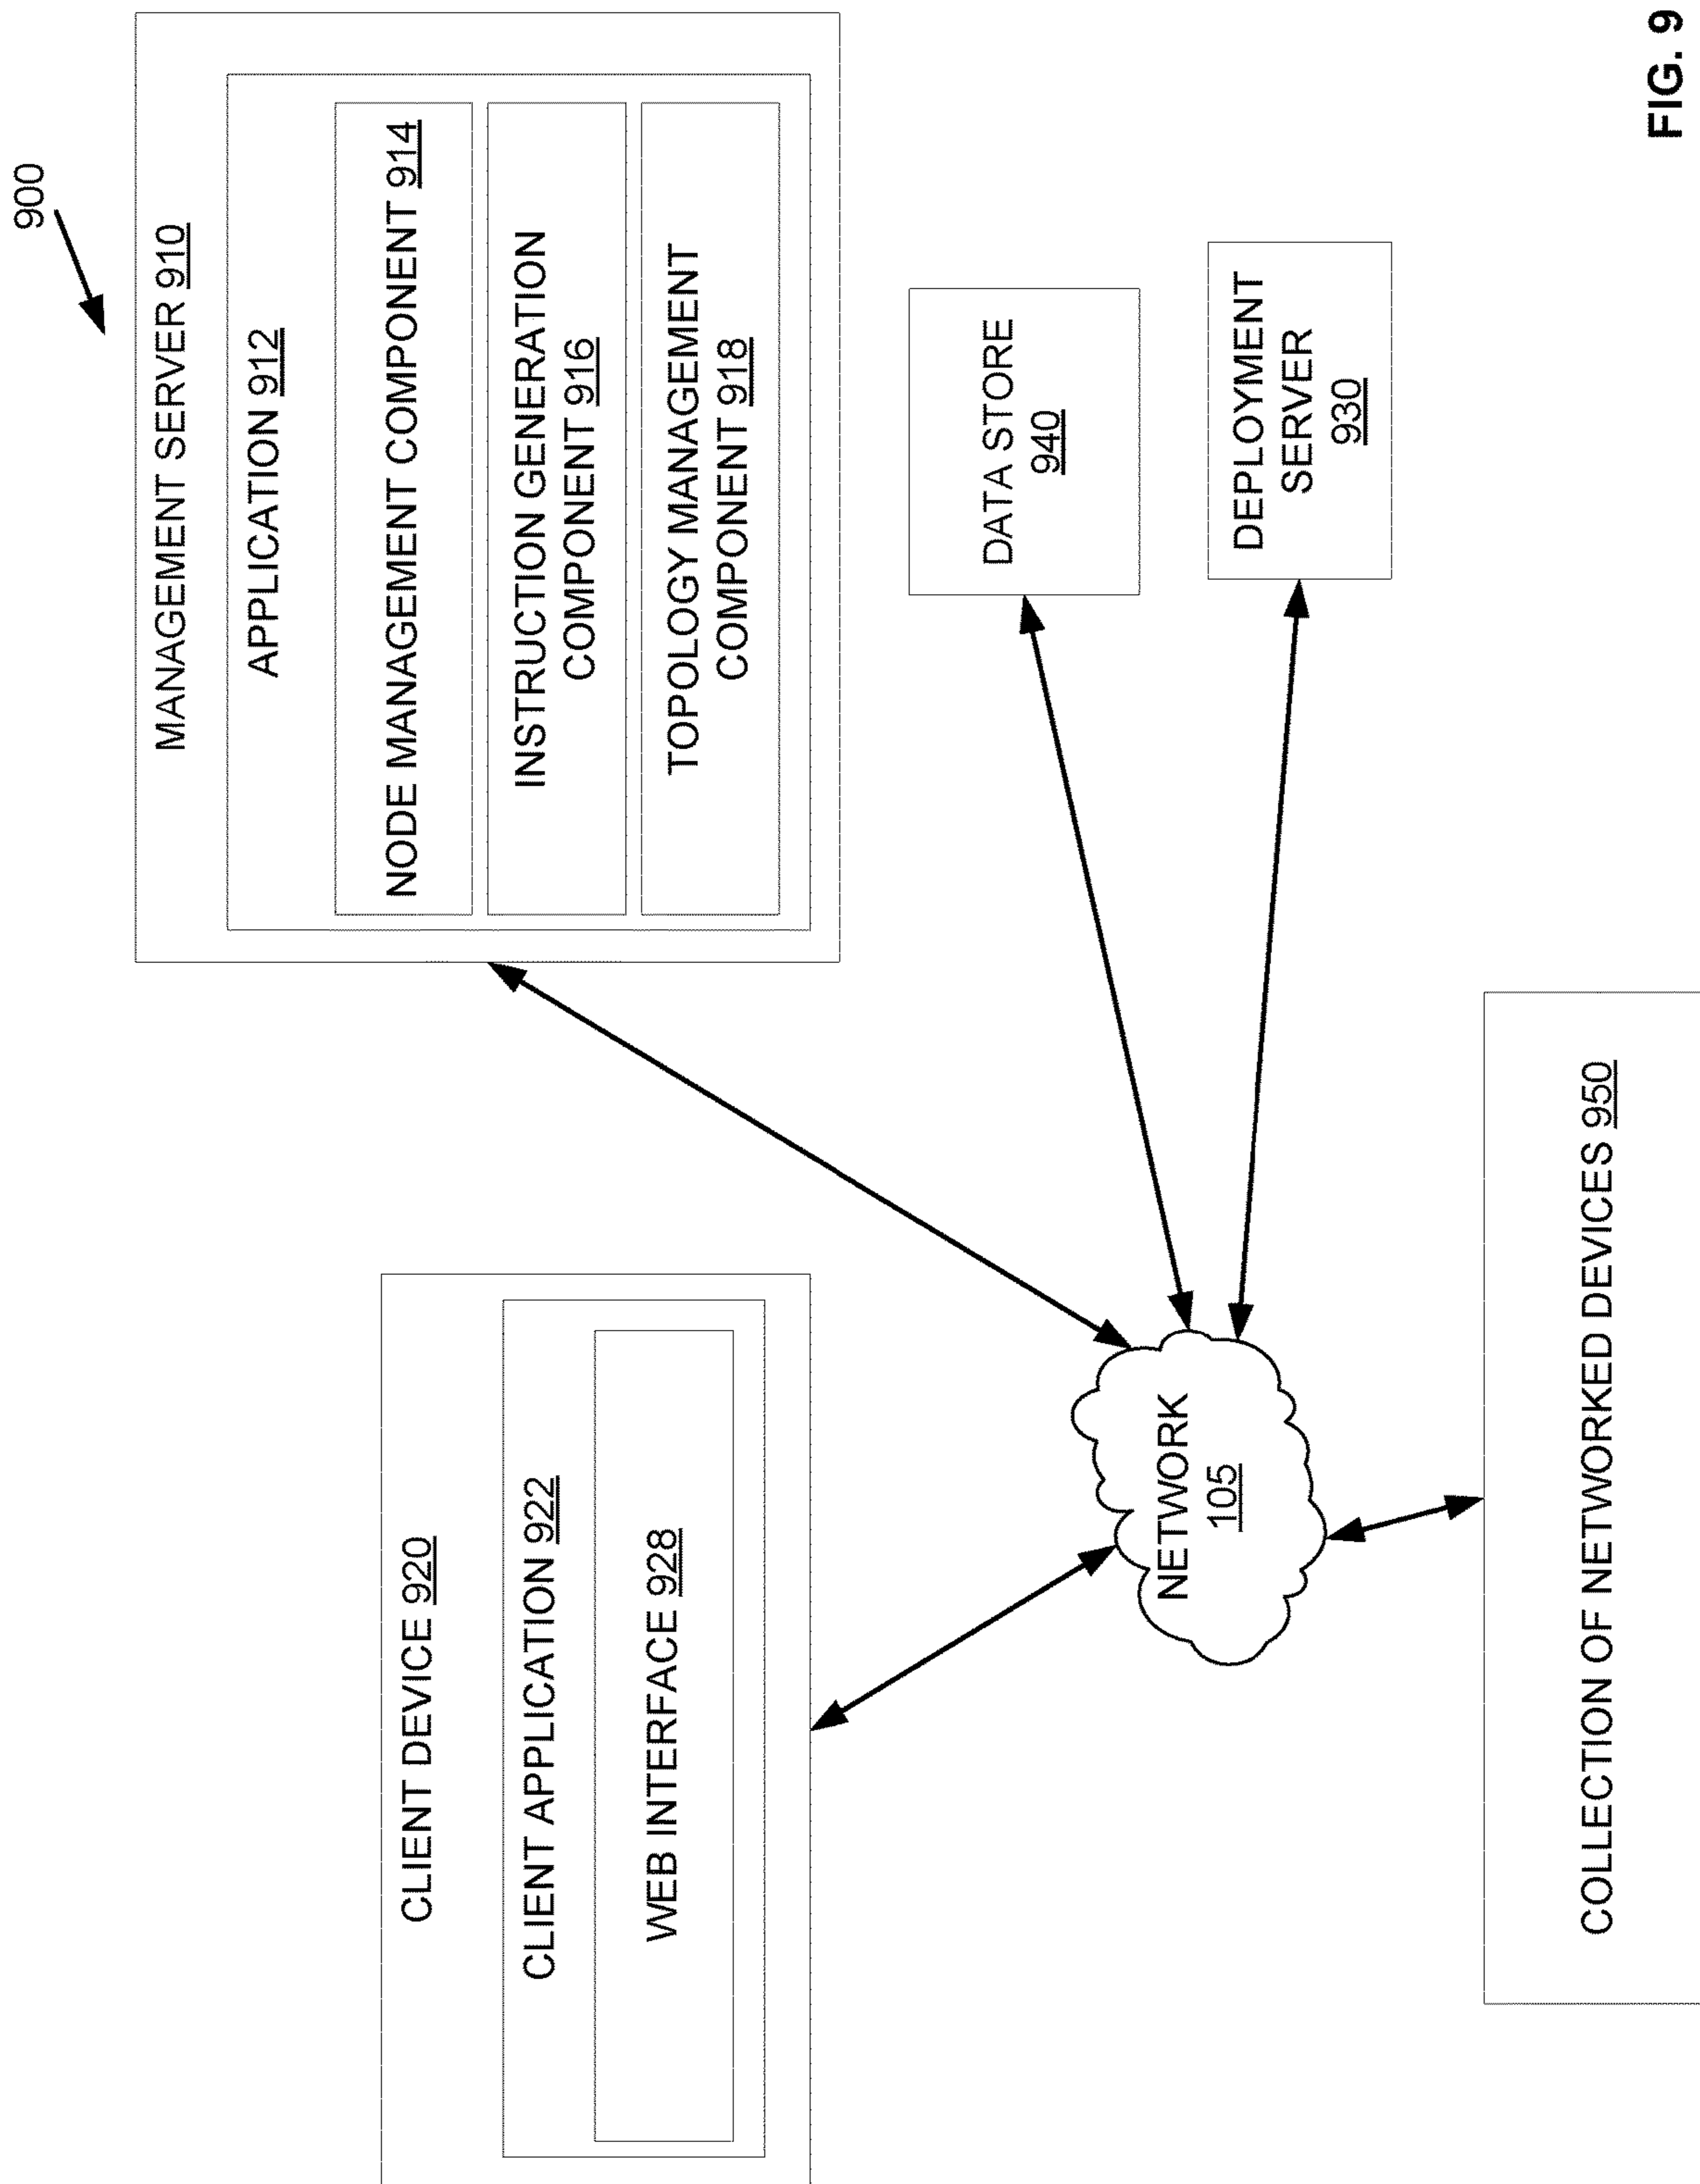 900
CLIENT DEVICE 920
CLIENT APPLICATION 922
WEB INTERFACE 928
MANAGEMENT SERVER 910
APPLICATION 912
NODE MANAGEMENT COMPONENT 914
INSTRUCTION GENERATION
COMPONENT 916
TOPOLOGY MANAGEMENT
COMPONENT 918
NETWORK
105
DATA STORE
940
DEPLOYMENT
SERVER
930
COLLECTION OF NETWORKED DEVICES 950
FIG. 9